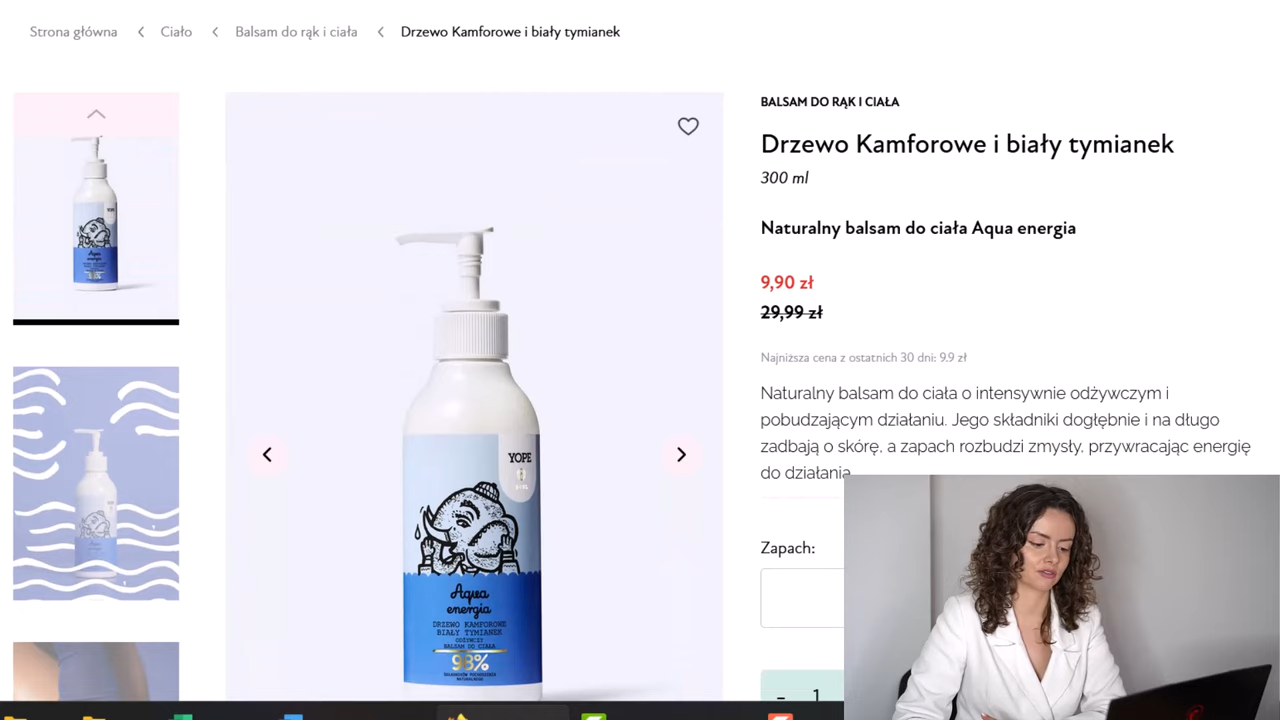 Strona główna
Ciało
Balsam do rąk i ciała
Drzewo Kamforowe i biały tymianek
BALSAM DO RĄK I CIAŁA
Drzewo Kamforowe i biały tymianek
300 ml
Naturalny balsam do ciała Aqua energia
9,90 zł
29,99 zł
Najniższa cena z ostatnich 30 dni: 9.9 zł
Naturalny balsam do ciała o intensywnie odżywczym i
pobudzającym działaniu. Jego składniki dogłębnie i na długo
zadbają o skórę, a zapach rozbudzi zmysły, przywracając energię
do działania
Zapach:
- 1
YOPE
Aqua
energia
DRZEWO KAMFOROWE
BIAŁY TYMIANEK
ODŻYWCZY
BALSAM DO CIAŁA
98%
SKŁADNIKÓW POCHODZENIA
NATURALNEGO